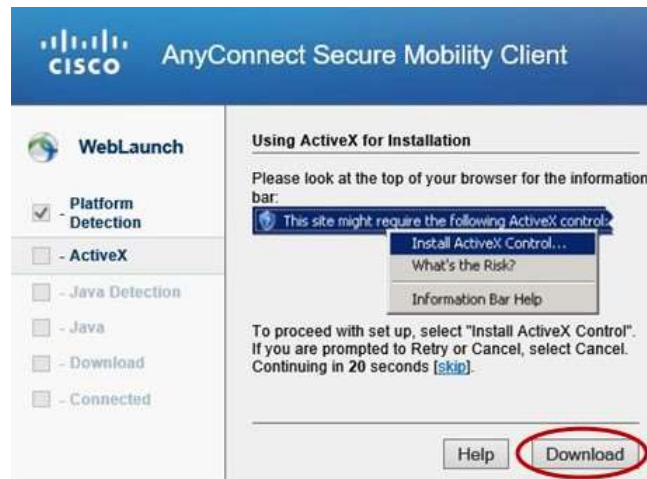 CISCO
AnyConnect Secure Mobility Client
WebLaunch
- Platform
Detection
- ActiveX
- Java Detection
- Java
- Download
- Connected
Using ActiveX for Installation
Please look at the top of your browser for the information
bar:
This site might require the following ActiveX control:
Install ActiveX Control...
What's the Risk?
Information Bar Help
To proceed with set up, select "Install ActiveX Control".
If you are prompted to Retry or Cancel, select Cancel.
Continuing in 20 seconds [skip].
Help
Download